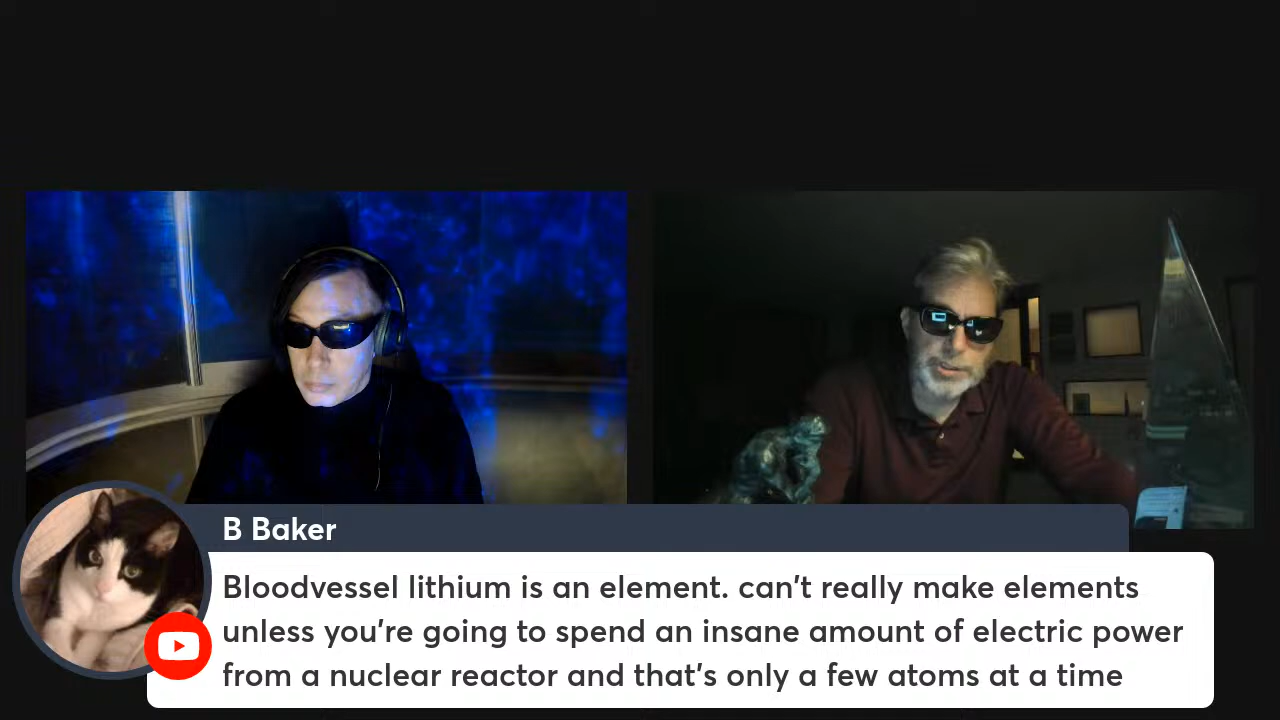 B Baker
Bloodvessel lithium is an element. can't really make elements
unless you're going to spend an insane amount of electric power
from a nuclear reactor and that's only a few atoms at a time